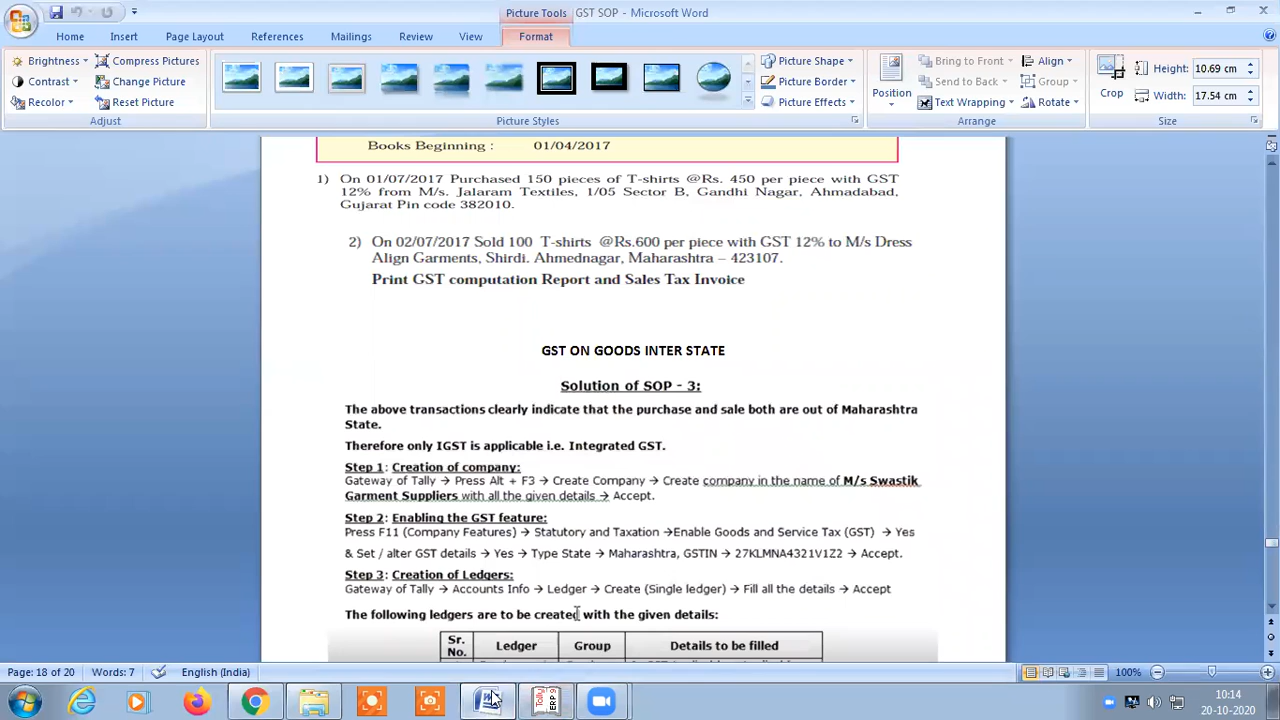 Picture Tools GST SOP - Microsoft Word
Home Insert Page Layout References Mailings Review View Format
Brightness Compress Pictures Picture Shape Bring to Front Align Height: 10.69 cm
Contrast Change Picture Picture Border Send to Back Group Width: 17.54 cm
Recolor Reset Picture Picture Effects Position Text Wrapping Rotate Crop
Adjust Picture Styles Arrange Size
Books Beginning : 01/04/2017
1) On 01/07/2017 Purchased 150 pieces of T-shirts @Rs. 450 per piece with GST
12% from M/s. Jalaram Textiles, 1/05 Sector B, Gandhi Nagar, Ahmadabad,
Gujarat Pin code 382010.
2) On 02/07/2017 Sold 100 T-shirts @Rs.600 per piece with GST 12% to M/s Dress
Align Garments, Shirdi. Ahmednagar, Maharashtra – 423107.
Print GST computation Report and Sales Tax Invoice
GST ON GOODS INTER STATE
Solution of SOP - 3:
The above transactions clearly indicate that the purchase and sale both are out of Maharashtra
State.
Therefore only IGST is applicable i.e. Integrated GST.
Step 1: Creation of company:
Gateway of Tally → Press Alt + F3 → Create Company → Create company in the name of M/s Swastik
Garment Suppliers with all the given details → Accept.
Step 2: Enabling the GST feature:
Press F11 (Company Features) → Statutory and Taxation →Enable Goods and Service Tax (GST) → Yes
& Set / alter GST details → Yes → Type State → Maharashtra, GSTIN → 27KLMNA4321V1Z2 → Accept.
Step 3: Creation of Ledgers:
Gateway of Tally → Accounts Info → Ledger → Create (Single ledger) → Fill all the details → Accept
The following ledgers are to be created with the given details:
Sr. No. Ledger Group Details to be filled
Page: 18 of 20 Words: 7 English (India) 100%
Tally ERP 9 10:14
20-10-2020